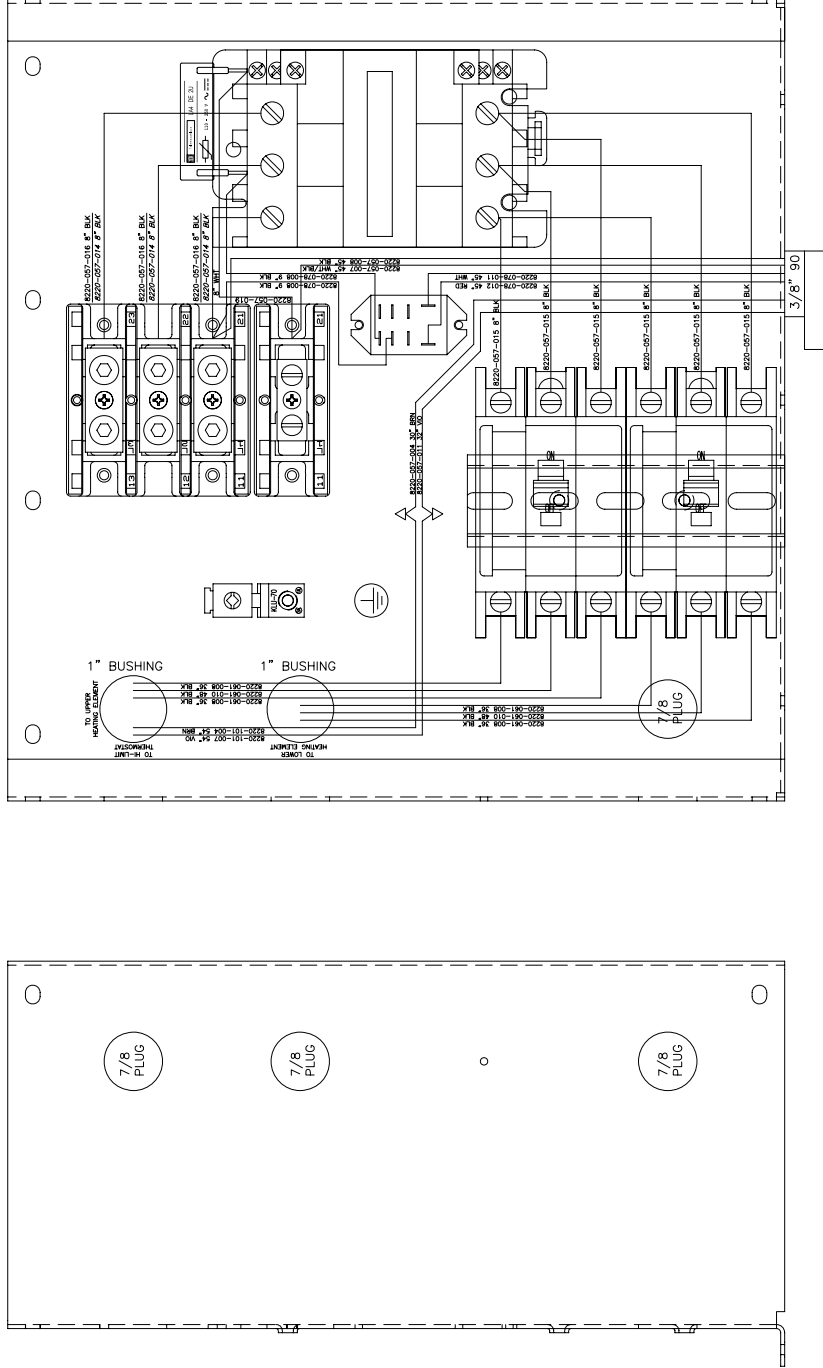 LA4 DE 2U
8220-057-016 8" BLK
8220-057-014 8" BLK
8220-057-016 8" BLK
8220-057-014 8" BLK
8220-057-016 8" BLK
8220-057-014 8" BLK
8" WHT
8220-057-019
8220-057-008 45" BLK
8220-057-007 45" WHT/BLK
8220-078-008 9" BLK
8220-078-008 9" BLK
8220-078-011 45" WHT
8220-078-012 45" RED
3/8" 90
23
22
21
21
13
12
11
11
8220-057-015 8" BLK
8220-057-015 8" BLK
8220-057-015 8" BLK
8220-057-015 8" BLK
8220-057-015 8" BLK
8220-057-015 8" BLK
8220-057-004 30" BRN
8220-057-011 32" VIO
ON
OFF
ON
OFF
KLU-70
1" BUSHING
1" BUSHING
TO UPPER
HEATING ELEMENT
8220-061-008 36" BLK
8220-061-010 48" BLK
8220-061-008 36" BLK
8220-101-004 54" BRN
8220-101-007 54" VIO
TO HI-LIMIT
THERMOSTAT
TO LOWER
HEATING ELEMENT
8220-061-008 36" BLK
8220-061-010 48" BLK
8220-061-008 36" BLK
7/8
PLUG
7/8
PLUG
7/8
PLUG
7/8
PLUG